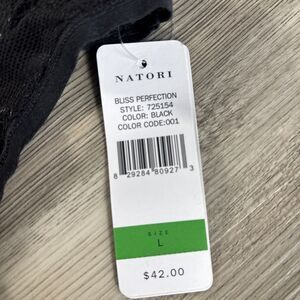 NATORI
BLISS PERFECTION
STYLE: 725154
COLOR: BLACK
COLOR CODE:001
8 29284 80927 3
SIZE
L
$42.00